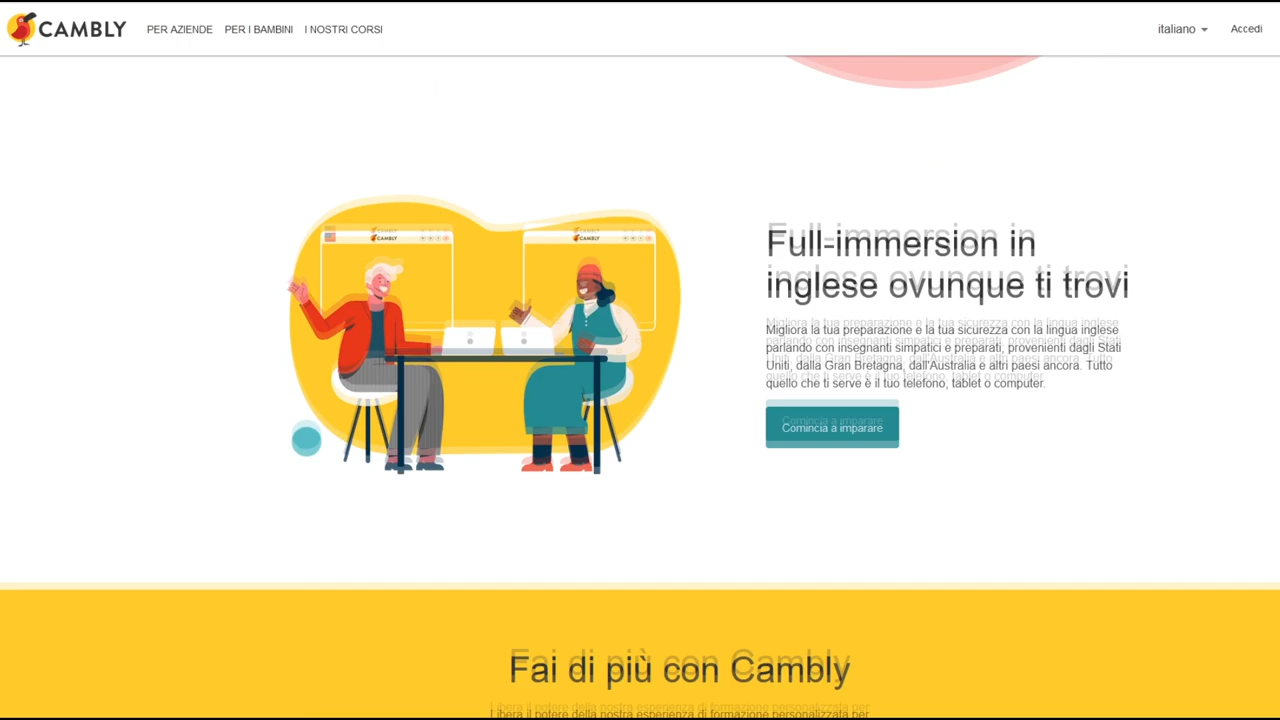 CAMBLY
PER AZIENDE
PER I BAMBINI
I NOSTRI CORSI
italiano
Accedi
CAMBLY
CAMBLY
Full-immersion in
inglese ovunque ti trovi
Migliora la tua preparazione e la tua sicurezza con la lingua inglese
parlando con insegnanti simpatici e preparati, provenienti dagli Stati
Uniti, dalla Gran Bretagna, dall'Australia e altri paesi ancora. Tutto
quello che ti serve è il tuo telefono, tablet o computer.
Comincia a imparare
Fai di più con Cambly
Libera il potere della nostra esperienza di formazione personalizzata per